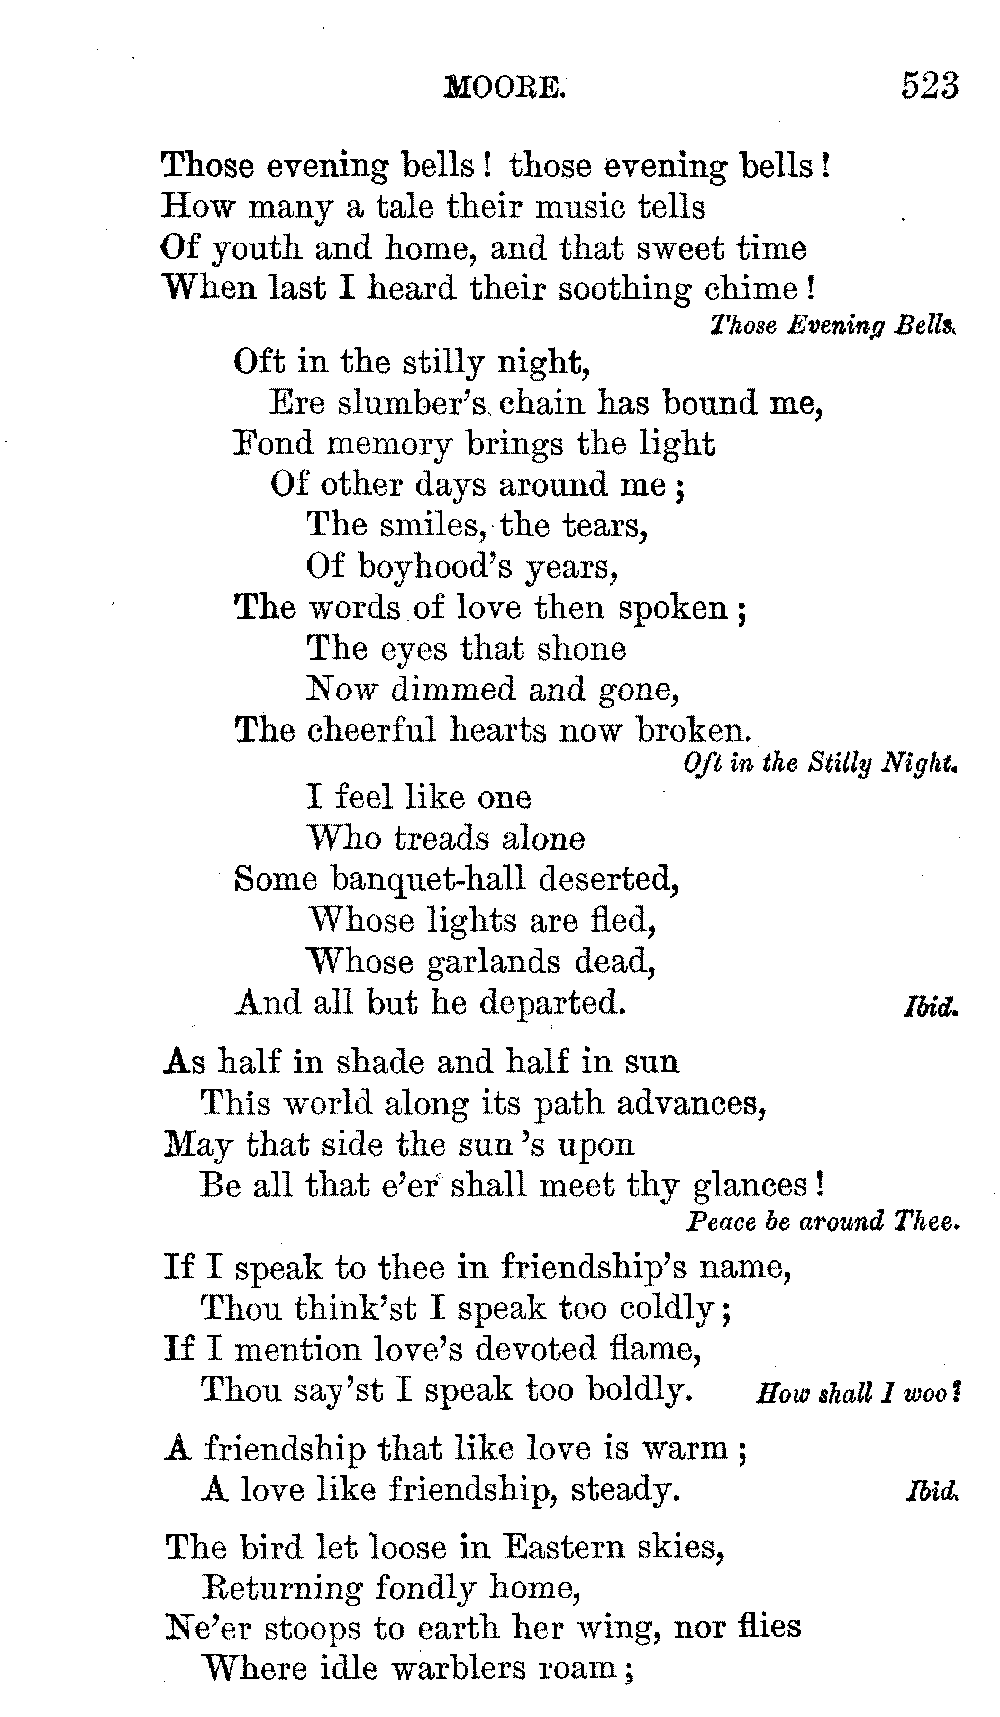 MOORE. 523
Those evening bells! those evening bells!
How many a tale their music tells
Of youth and home, and that sweet time
When last I heard their soothing chime!
Those Evening Bells.
Oft in the stilly night,
Ere slumber's chain has bound me,
Fond memory brings the light
Of other days around me;
The smiles, the tears,
Of boyhood's years,
The words of love then spoken;
The eyes that shone
Now dimmed and gone,
The cheerful hearts now broken.
Oft in the Stilly Night.
I feel like one
Who treads alone
Some banquet-hall deserted,
Whose lights are fled,
Whose garlands dead,
And all but he departed. Ibid.
As half in shade and half in sun
This world along its path advances,
May that side the sun 's upon
Be all that e'er shall meet thy glances!
Peace be around Thee.
If I speak to thee in friendship's name,
Thou think'st I speak too coldly;
If I mention love's devoted flame,
Thou say'st I speak too boldly. How shall I woo?
A friendship that like love is warm;
A love like friendship, steady. Ibid.
The bird let loose in Eastern skies,
Returning fondly home,
Ne'er stoops to earth her wing, nor flies
Where idle warblers roam;